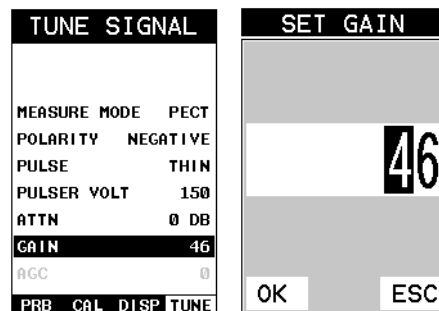 TUNE SIGNAL
MEASURE MODE PECT
POLARITY NEGATIVE
PULSE THIN
PULSER VOLT 150
ATTN 0 DB
GAIN 46
AGC 0
PRB CAL DISP TUNE
SET GAIN
46
OK ESC